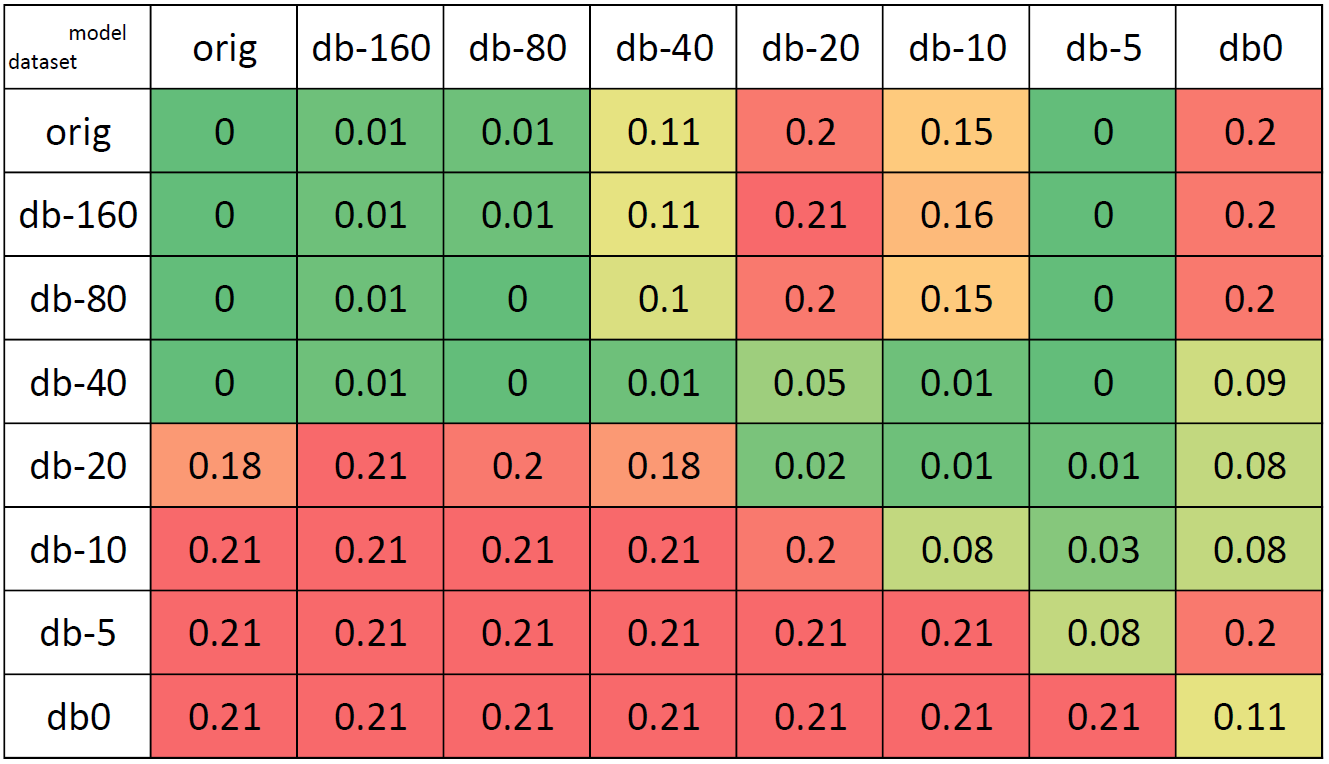 model
dataset
orig db-160 db-80 db-40 db-20 db-10 db-5 db0
orig 0 0.01 0.01 0.11 0.2 0.15 0 0.2
db-160 0 0.01 0.01 0.11 0.21 0.16 0 0.2
db-80 0 0.01 0 0.1 0.2 0.15 0 0.2
db-40 0 0.01 0 0.01 0.05 0.01 0 0.09
db-20 0.18 0.21 0.2 0.18 0.02 0.01 0.01 0.08
db-10 0.21 0.21 0.21 0.21 0.2 0.08 0.03 0.08
db-5 0.21 0.21 0.21 0.21 0.21 0.21 0.08 0.2
db0 0.21 0.21 0.21 0.21 0.21 0.21 0.21 0.11